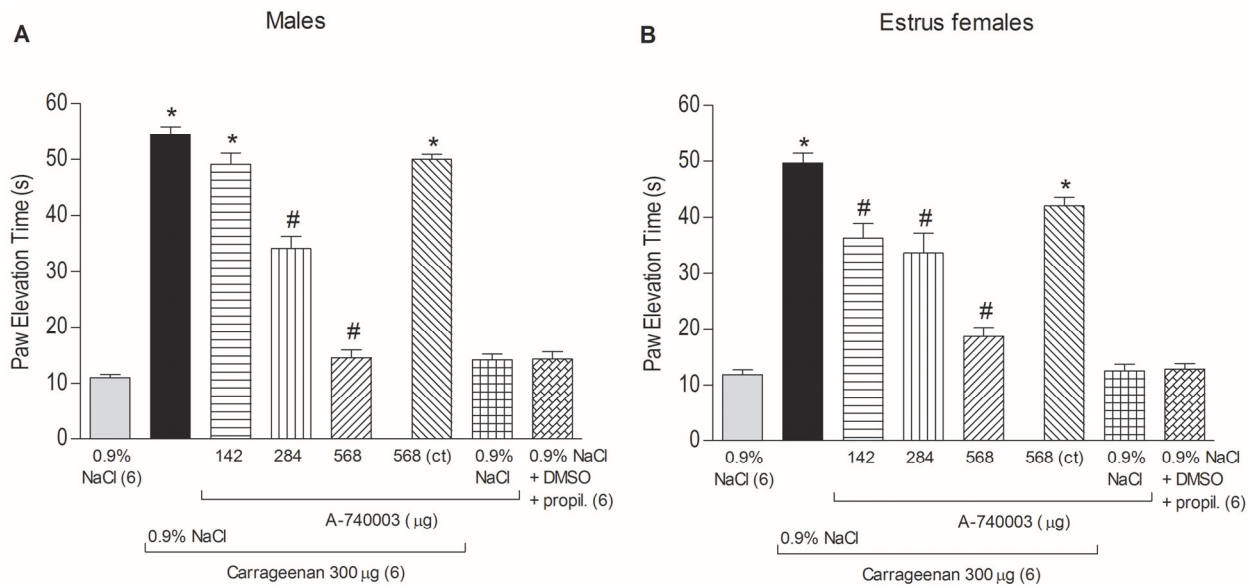 A
Males
Paw Elevation Time (s)
60
50
40
30
20
10
0
*
*
#
#
*
0.9%
NaCl (6)
142
284
568
568 (ct)
0.9%
NaCl
0.9% NaCl
+ DMSO
+ propil. (6)
A-740003 ( µg)
0.9% NaCl
Carrageenan 300 µg (6)
B
Estrus females
Paw Elevation Time (s)
60
50
40
30
20
10
0
*
#
#
#
*
0.9%
NaCl (6)
142
284
568
568 (ct)
0.9%
NaCl
0.9% NaCl
+ DMSO
+ propil. (6)
A-740003 ( µg)
0.9% NaCl
Carrageenan 300 µg (6)